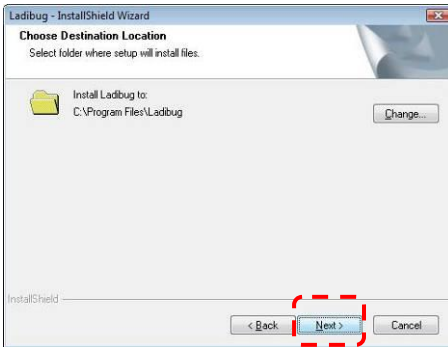 Ladibug - InstallShield Wizard
Choose Destination Location
Select folder where setup will install files.
Install Ladibug to:
C:\Program Files\Ladibug
Change...
InstallShield
< Back
Next >
Cancel